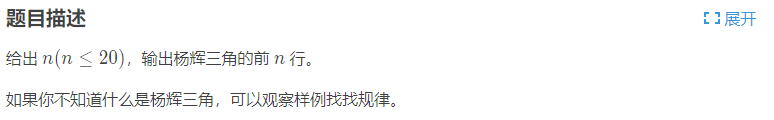 题目描述 展开
给出 n(n ≤ 20)，输出杨辉三角的前 n 行。
如果你不知道什么是杨辉三角，可以观察样例找找规律。